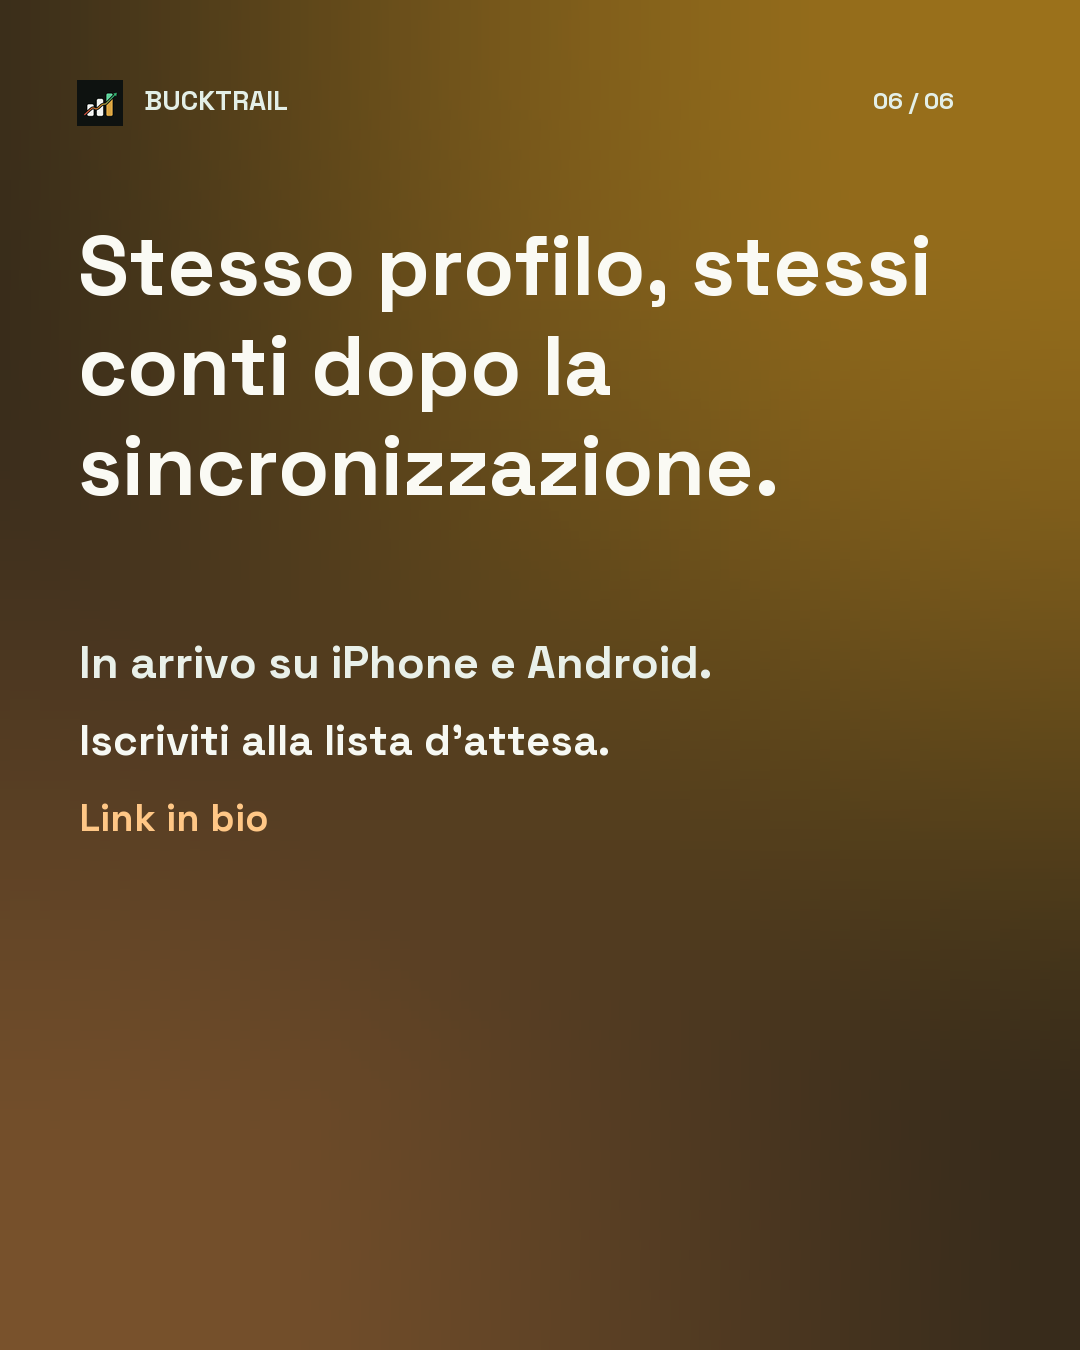 BUCKTRAIL
06 / 06
Stesso profilo, stessi
conti dopo la
sincronizzazione.
In arrivo su iPhone e Android.
Iscriviti alla lista d’attesa.
Link in bio